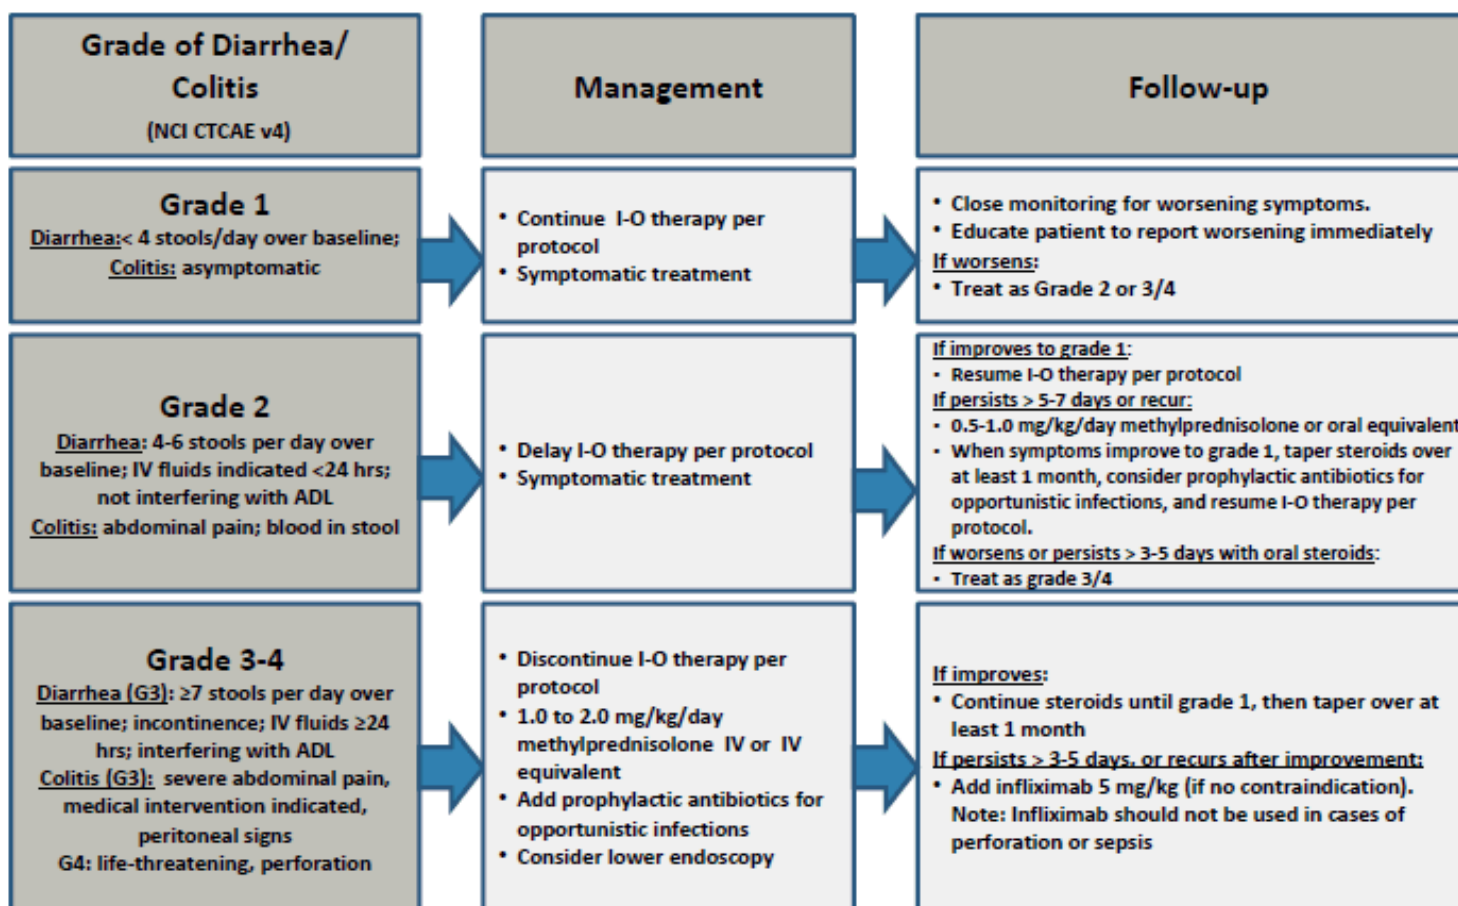 Grade of Diarrhea/
Colitis
(NCI CTCAE v4)
Management
Follow-up
Grade 1
Diarrhea:< 4 stools/day over baseline;
Colitis: asymptomatic
• Continue I-O therapy per
protocol
• Symptomatic treatment
• Close monitoring for worsening symptoms.
• Educate patient to report worsening immediately
If worsens:
• Treat as Grade 2 or 3/4
Grade 2
Diarrhea: 4-6 stools per day over
baseline; IV fluids indicated <24 hrs;
not interfering with ADL
Colitis: abdominal pain; blood in stool
• Delay I-O therapy per protocol
• Symptomatic treatment
If improves to grade 1:
• Resume I-O therapy per protocol
If persists > 5-7 days or recur:
• 0.5-1.0 mg/kg/day methylprednisolone or oral equivalent
• When symptoms improve to grade 1, taper steroids over
at least 1 month, consider prophylactic antibiotics for
opportunistic infections, and resume I-O therapy per
protocol.
If worsens or persists > 3-5 days with oral steroids:
• Treat as grade 3/4
Grade 3-4
Diarrhea (G3): ≥7 stools per day over
baseline; incontinence; IV fluids ≥24
hrs; interfering with ADL
Colitis (G3): severe abdominal pain,
medical intervention indicated,
peritoneal signs
G4: life-threatening, perforation
• Discontinue I-O therapy per
protocol
• 1.0 to 2.0 mg/kg/day
methylprednisolone IV or IV
equivalent
• Add prophylactic antibiotics for
opportunistic infections
• Consider lower endoscopy
If improves:
• Continue steroids until grade 1, then taper over at
least 1 month
If persists > 3-5 days, or recurs after improvement:
• Add infliximab 5 mg/kg (if no contraindication).
Note: Infliximab should not be used in cases of
perforation or sepsis